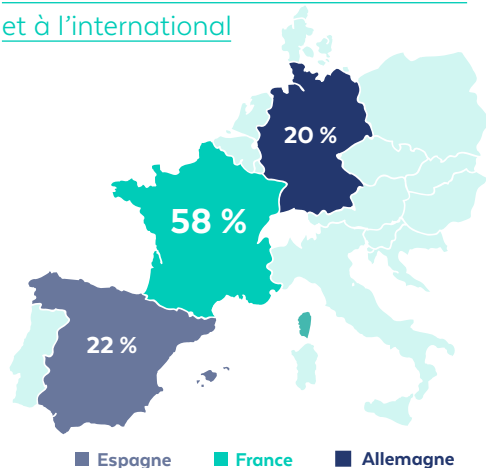 et à l’international
20 %
58 %
22 %
Espagne France Allemagne